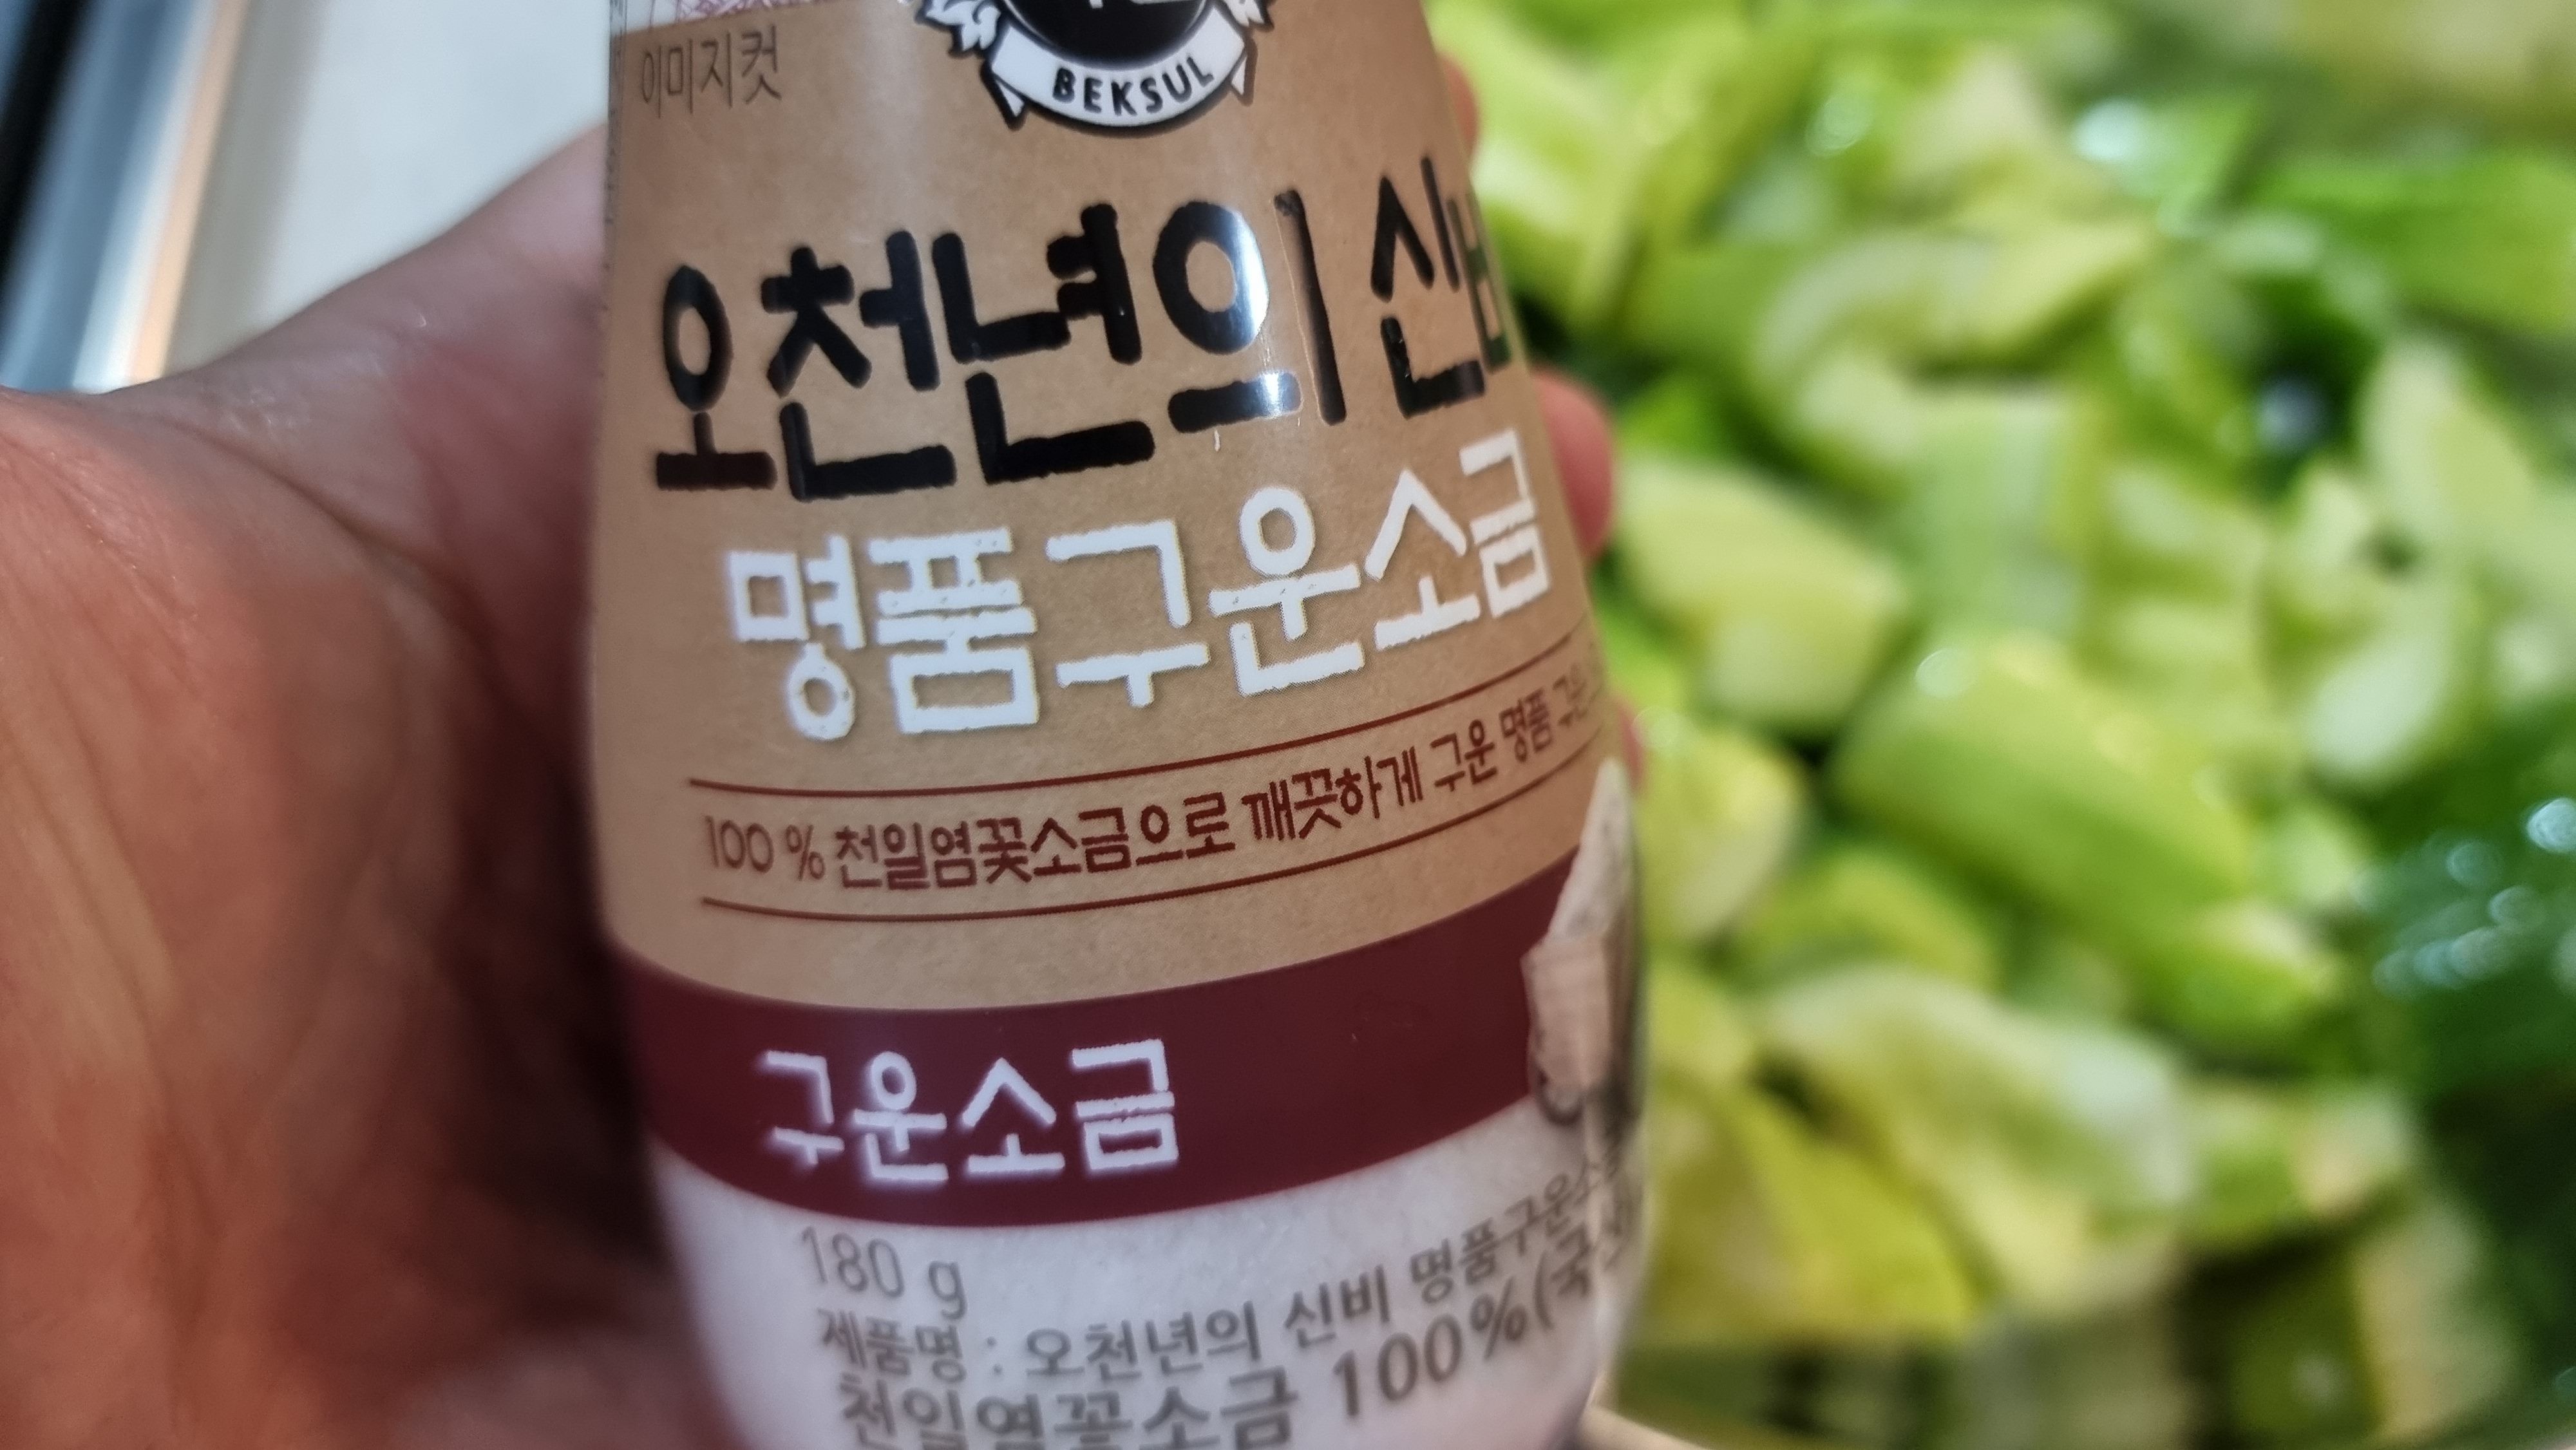 이미지컷
BEKSUL
오천년의 신비
명품구운소금
100 % 천일염꽃소금으로 깨끗하게 구운 명품
구운소금
180 g
제품명 : 오천년의 신비 명품구운소금
천일염꽃소금 100%